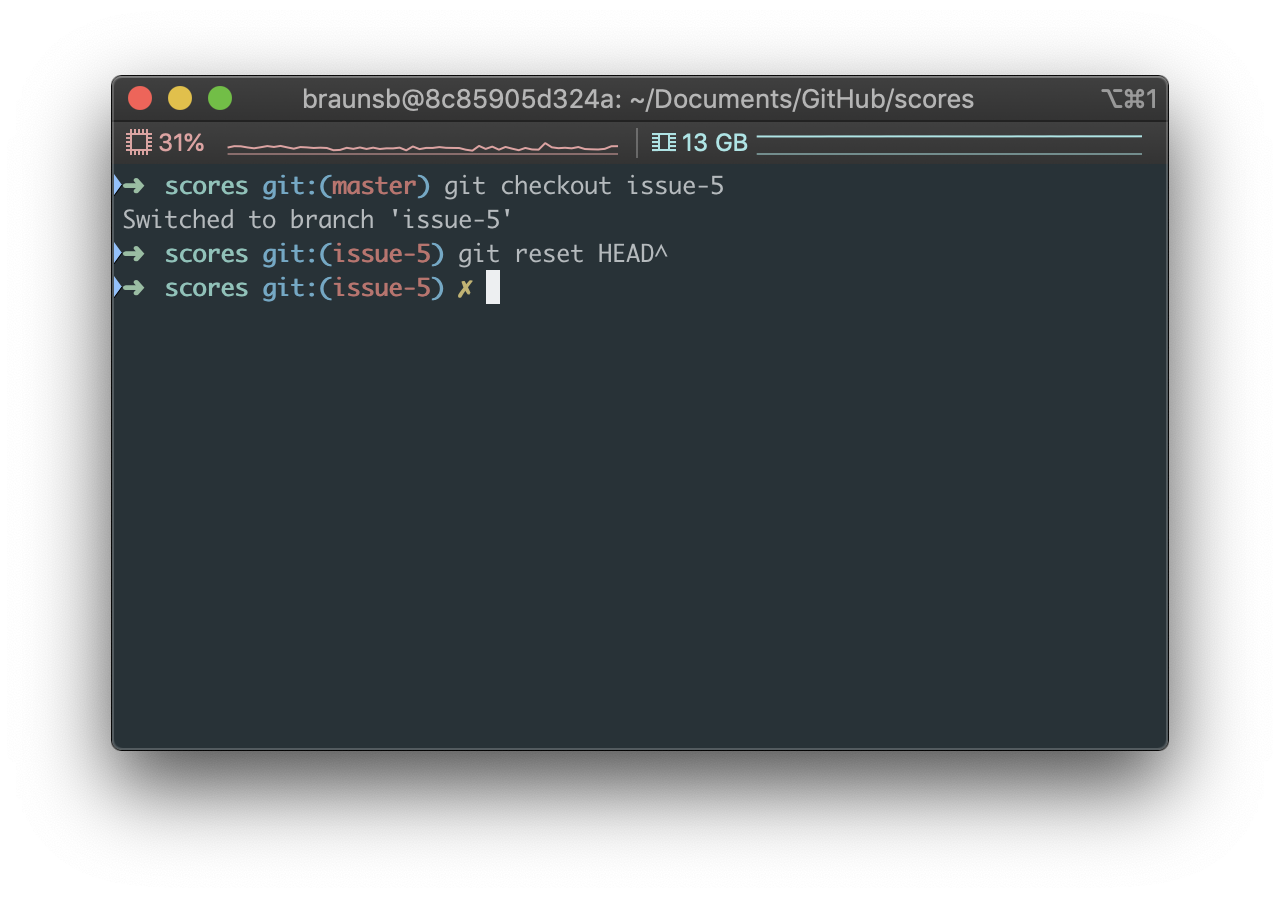 braunsb@8c85905d324a: ~/Documents/GitHub/scores ⌥⌘1
31% 13 GB
➜ scores git:(master) git checkout issue-5
Switched to branch 'issue-5'
➜ scores git:(issue-5) git reset HEAD^
➜ scores git:(issue-5) ✗